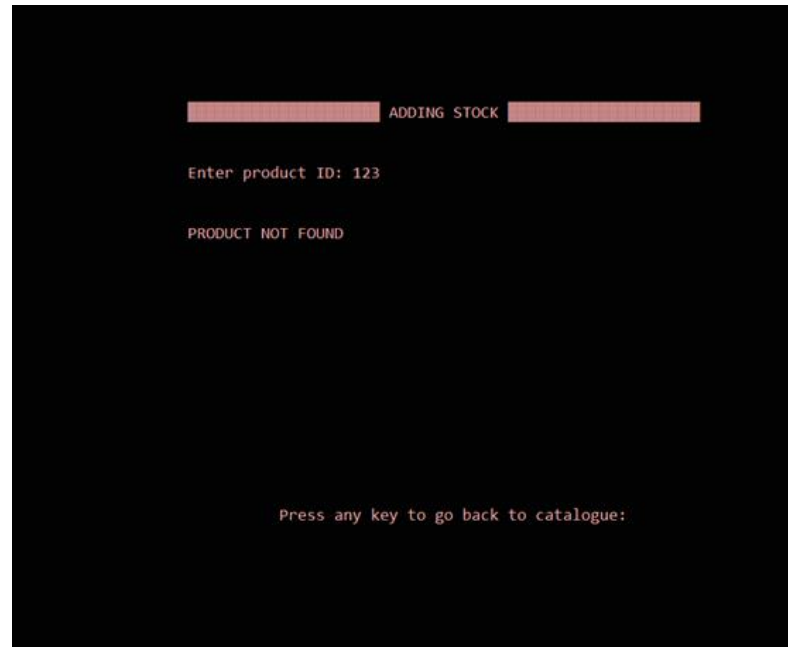 ADDING STOCK
Enter product ID: 123
PRODUCT NOT FOUND
Press any key to go back to catalogue: